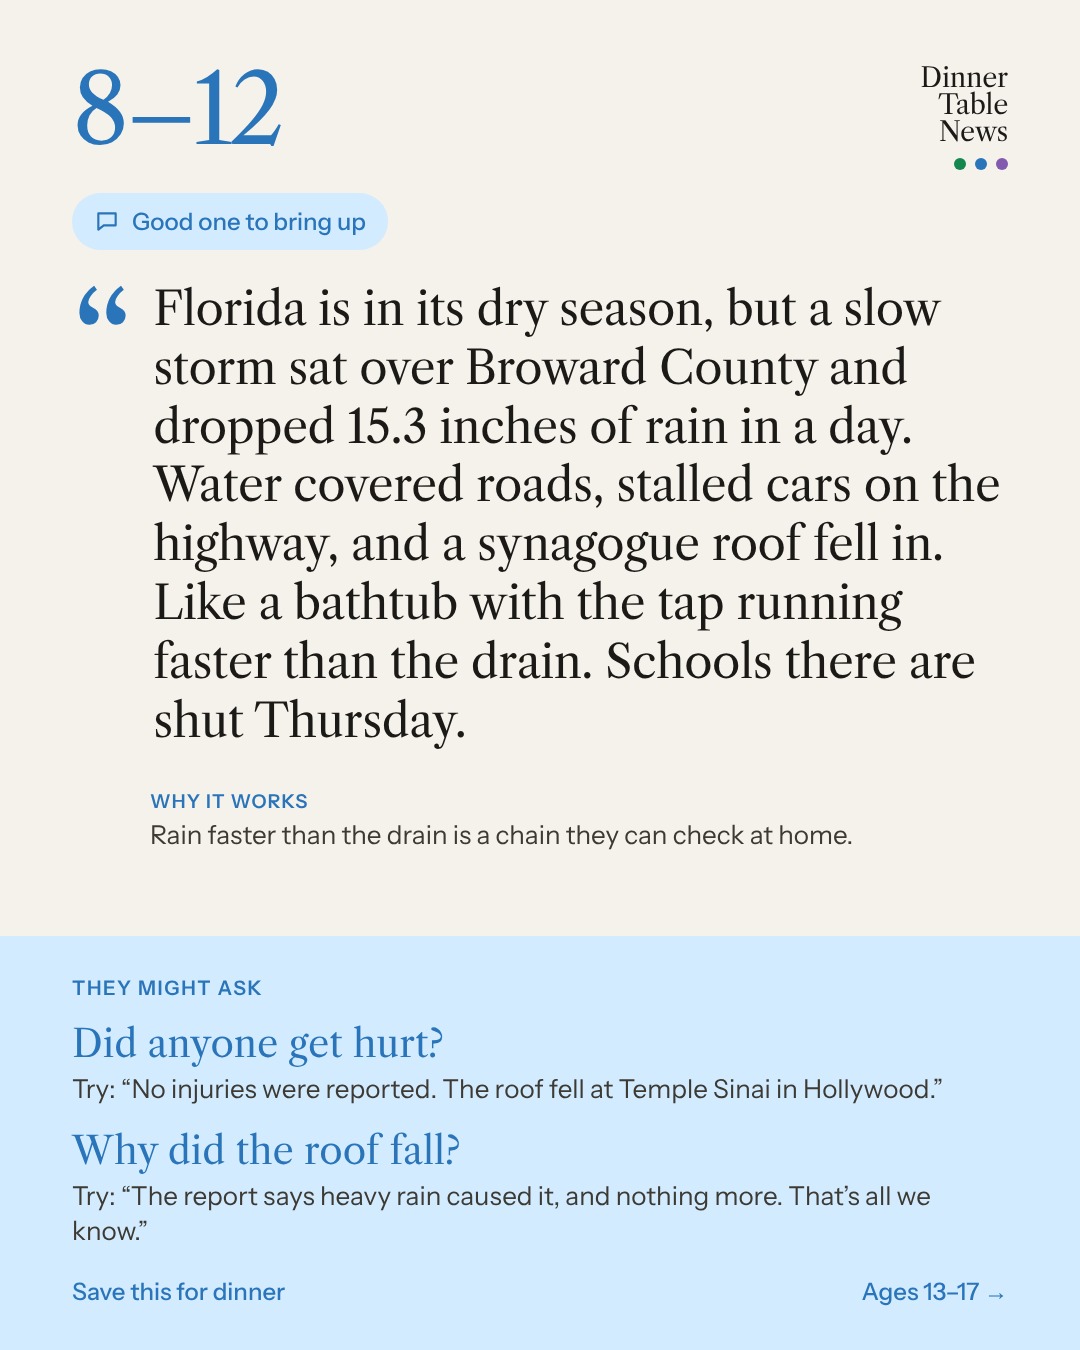 8–12
Dinner
Table
News
Good one to bring up
“ Florida is in its dry season, but a slow
storm sat over Broward County and
dropped 15.3 inches of rain in a day.
Water covered roads, stalled cars on the
highway, and a synagogue roof fell in.
Like a bathtub with the tap running
faster than the drain. Schools there are
shut Thursday.
WHY IT WORKS
Rain faster than the drain is a chain they can check at home.
THEY MIGHT ASK
Did anyone get hurt?
Try: “No injuries were reported. The roof fell at Temple Sinai in Hollywood.”
Why did the roof fall?
Try: “The report says heavy rain caused it, and nothing more. That’s all we
know.”
Save this for dinner
Ages 13–17 →